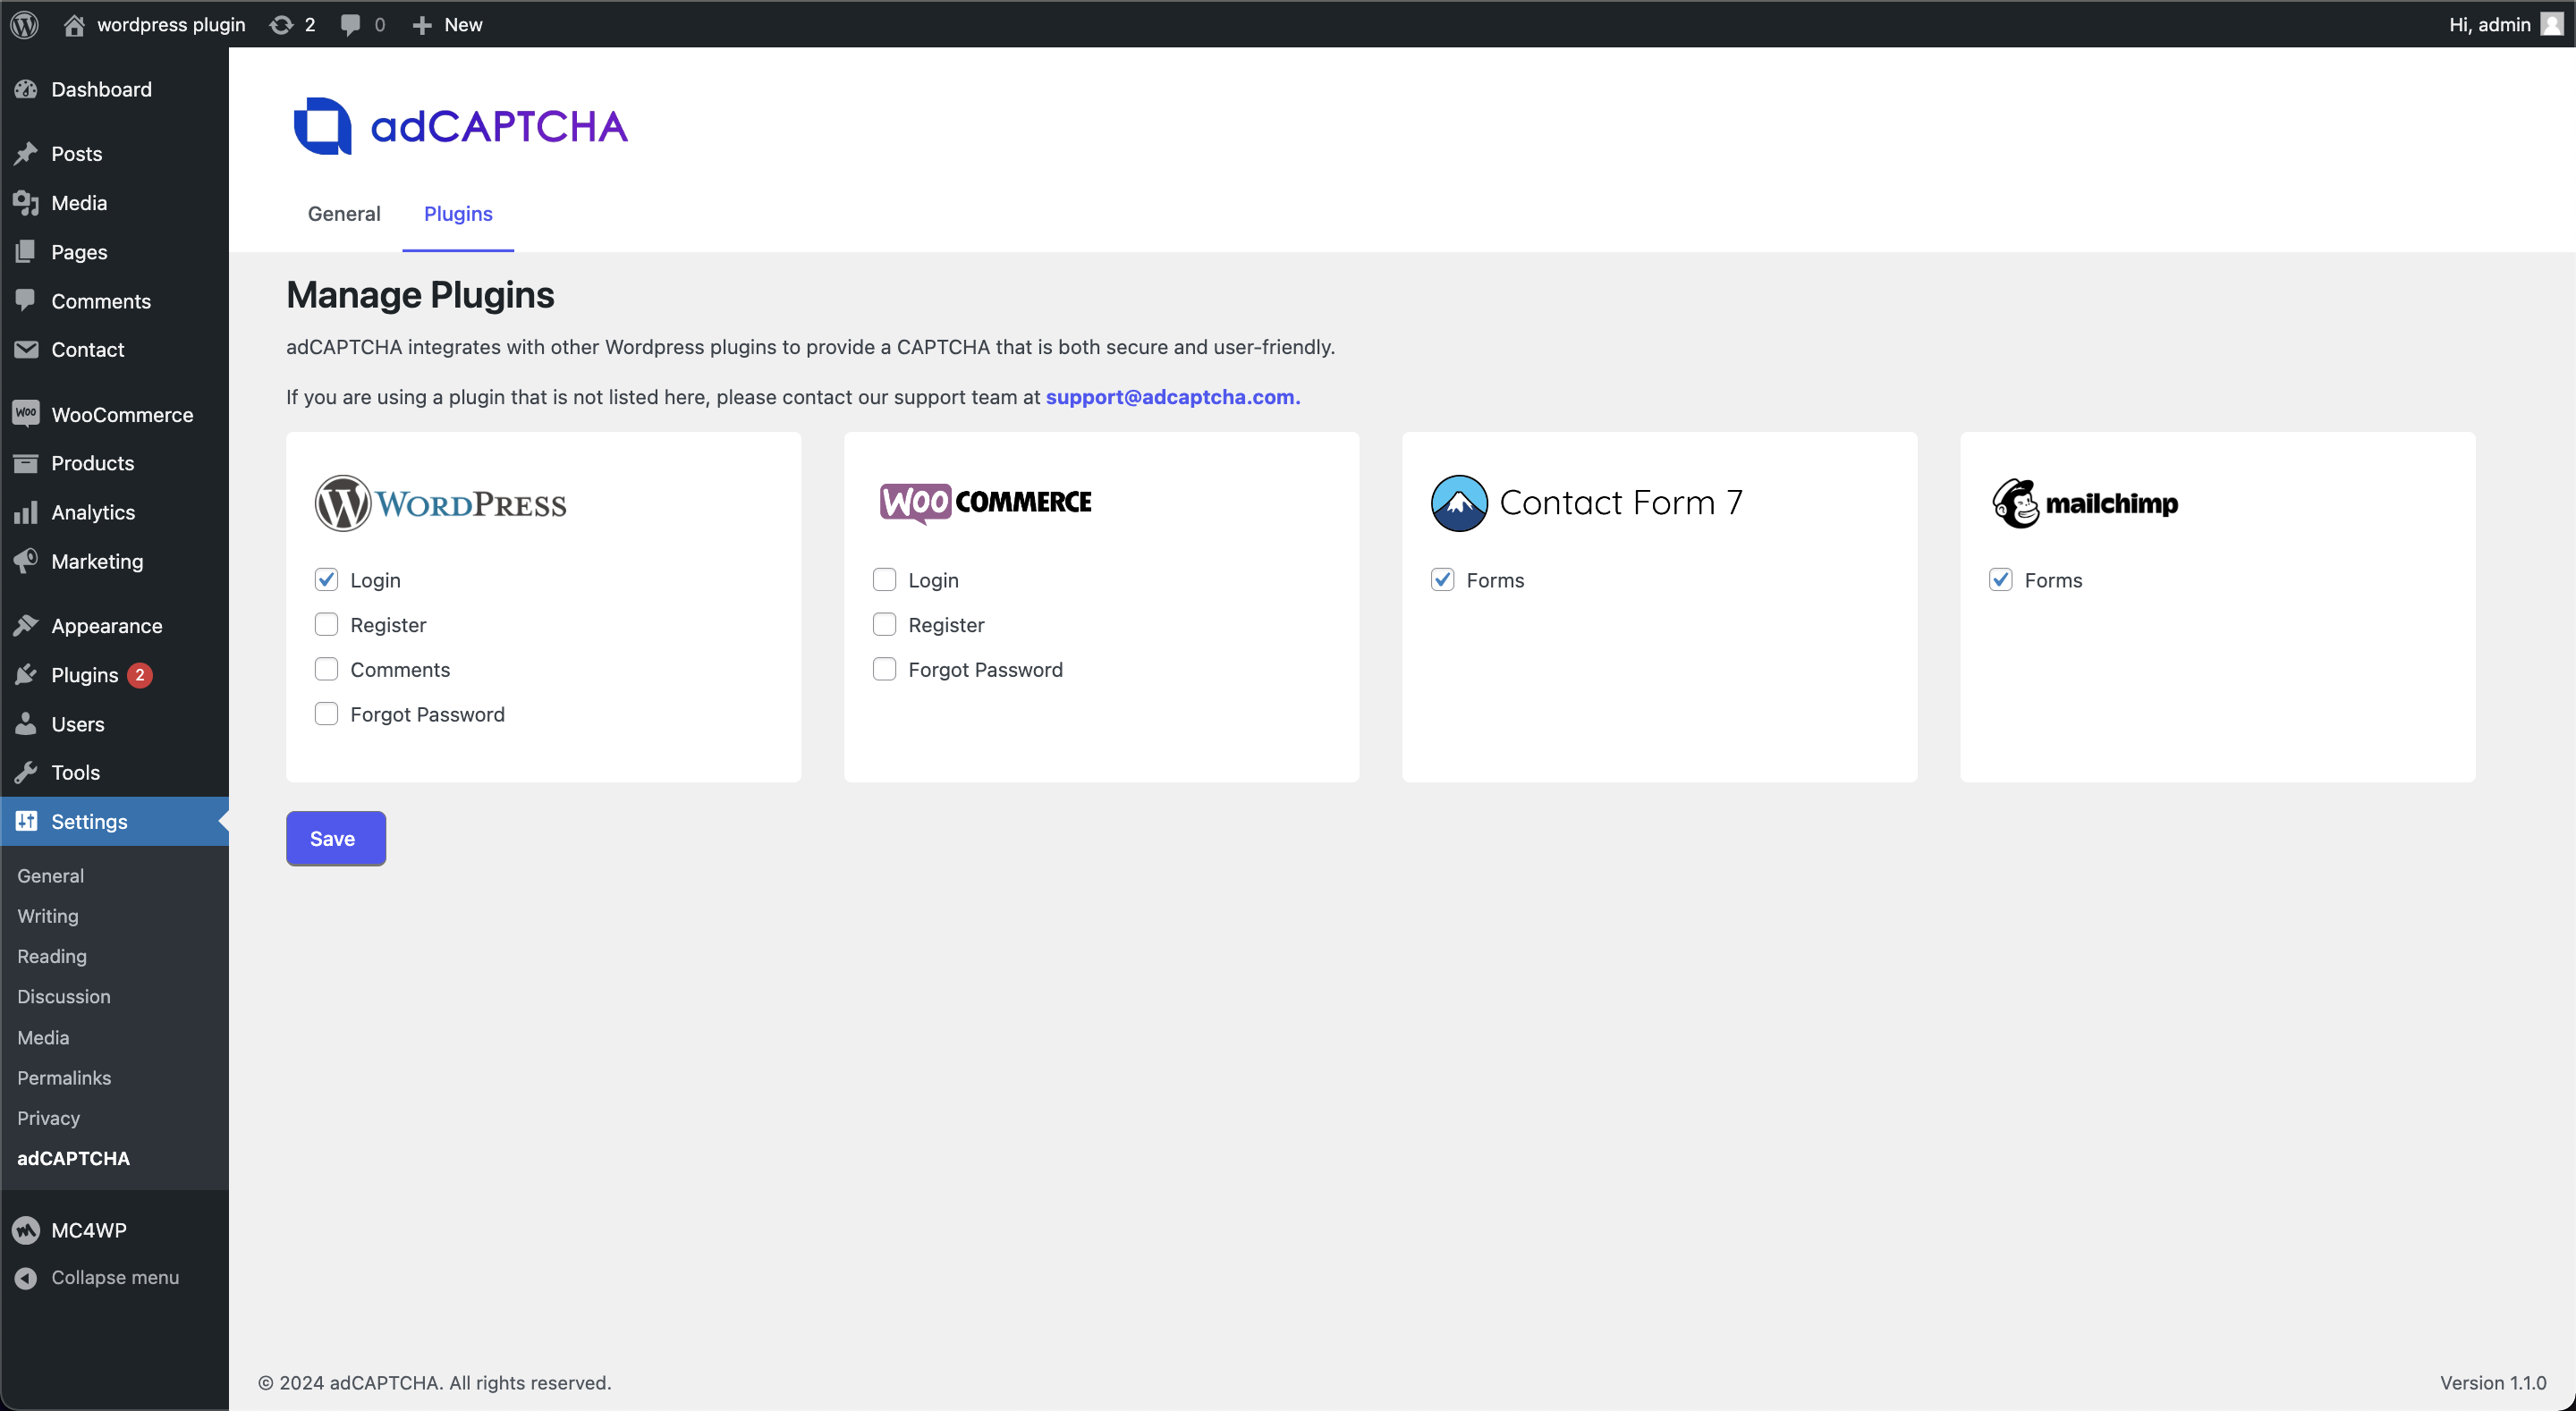 wordpress plugin 2 0 New Hi, admin
Dashboard
Posts
Media
Pages
Comments
Contact
WooCommerce
Products
Analytics
Marketing
Appearance
Plugins 2
Users
Tools
Settings
General
Writing
Reading
Discussion
Media
Permalinks
Privacy
adCAPTCHA
MC4WP
Collapse menu
adCAPTCHA
General Plugins
Manage Plugins
adCAPTCHA integrates with other Wordpress plugins to provide a CAPTCHA that is both secure and user-friendly.
If you are using a plugin that is not listed here, please contact our support team at support@adcaptcha.com.
WORDPRESS
Login
Register
Comments
Forgot Password
WOO COMMERCE
Login
Register
Forgot Password
Contact Form 7
Forms
mailchimp
Forms
Save
© 2024 adCAPTCHA. All rights reserved.
Version 1.1.0